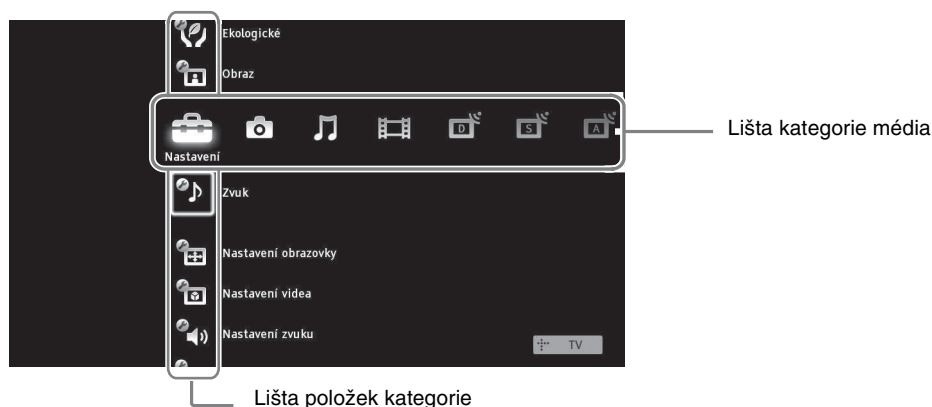 Ekologické
Obraz
D
S
A
Lišta kategorie média
Nastavení
Zvuk
Nastavení obrazovky
Nastavení videa
Nastavení zvuku
TV
Lišta položek kategorie